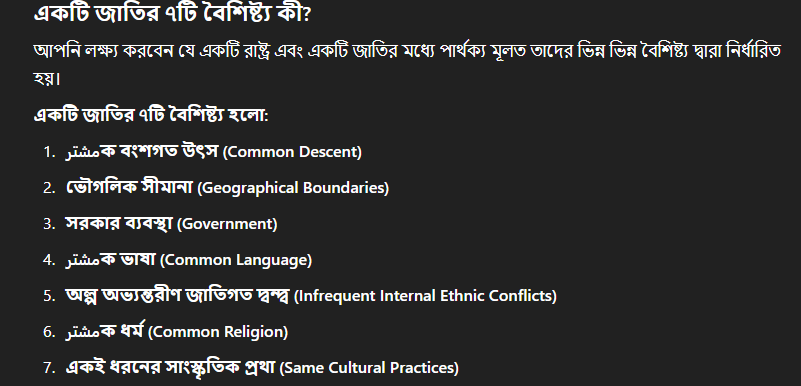 একটি জাতির ৭টি বৈশিষ্ট্য কী?
আপনি লক্ষ্য করবেন যে একটি রাষ্ট্র এবং একটি জাতির মধ্যে পার্থক্য মূলত তাদের ভিন্ন ভিন্ন বৈশিষ্ট্য দ্বারা নির্ধারিত
হয়।
একটি জাতির ৭টি বৈশিষ্ট্য হলো:
1. مشترক বংশগত উৎস (Common Descent)
2. ভৌগলিক সীমানা (Geographical Boundaries)
3. সরকার ব্যবস্থা (Government)
4. مشترক ভাষা (Common Language)
5. অল্প অভ্যন্তরীণ জাতিগত দ্বন্দ্ব (Infrequent Internal Ethnic Conflicts)
6. مشترক ধর্ম (Common Religion)
7. একই ধরনের সাংস্কৃতিক প্রথা (Same Cultural Practices)